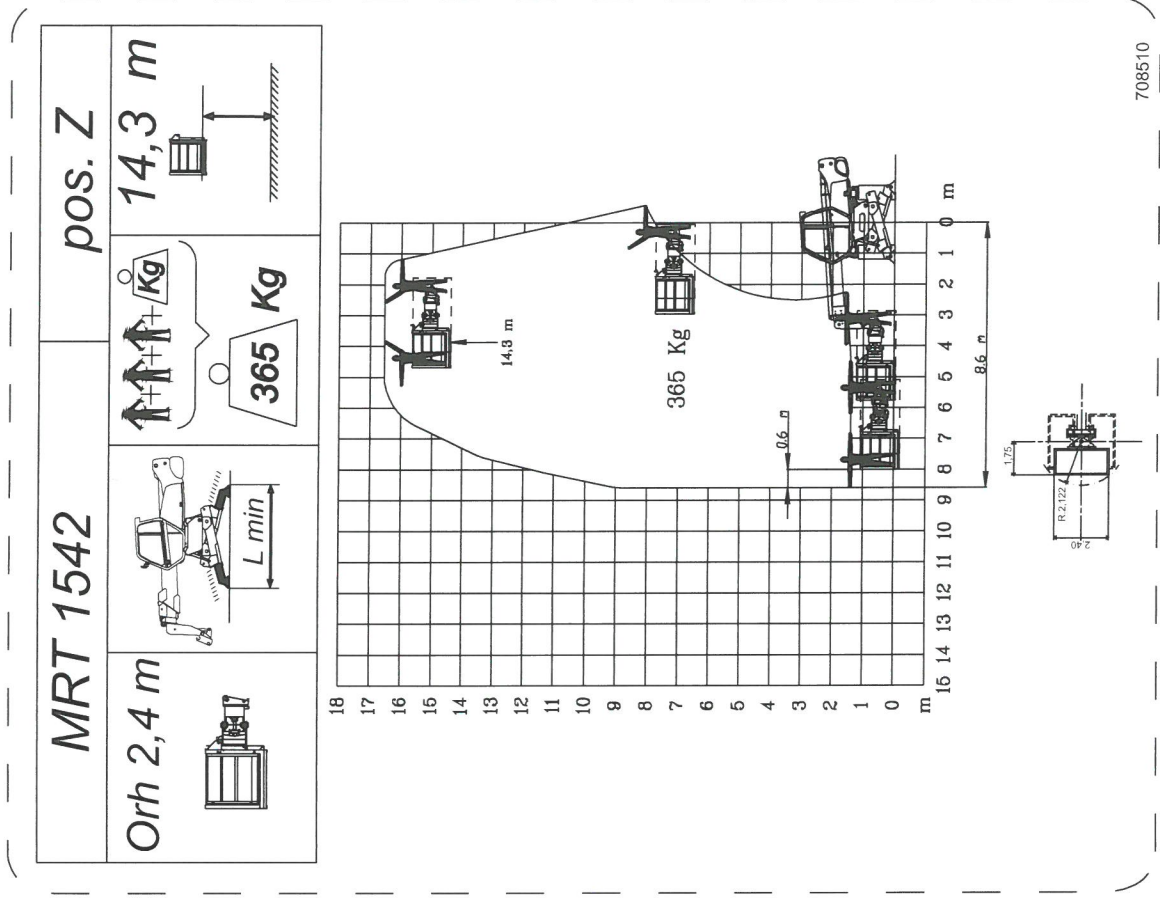 MRT 1542
pos. Z
Orh 2,4 m
L min
Kg
365 Kg
14,3 m
18
17
16
15
14
13
12
11
10
9
8
7
6
5
4
3
2
1
0
m
15 14 13 12 11 10 9 8 7 6 5 4 3 2 1 0 m
14,3 m
365 Kg
0.6 m
8.6 m
1,75
R.2,122
2,40
708510